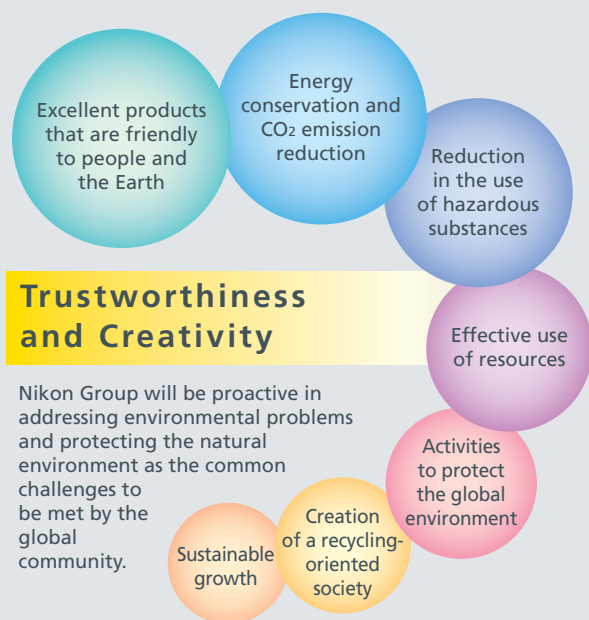 Excellent products
that are friendly
to people and
the Earth
Energy
conservation and
CO2 emission
reduction
Reduction
in the use
of hazardous
substances
Trustworthiness
and Creativity
Effective use
of resources
Nikon Group will be proactive in
addressing environmental problems
and protecting the natural
environment as the common
challenges to
be met by the
global
community.
Activities
to protect
the global
environment
Creation
of a recycling-
oriented
society
Sustainable
growth